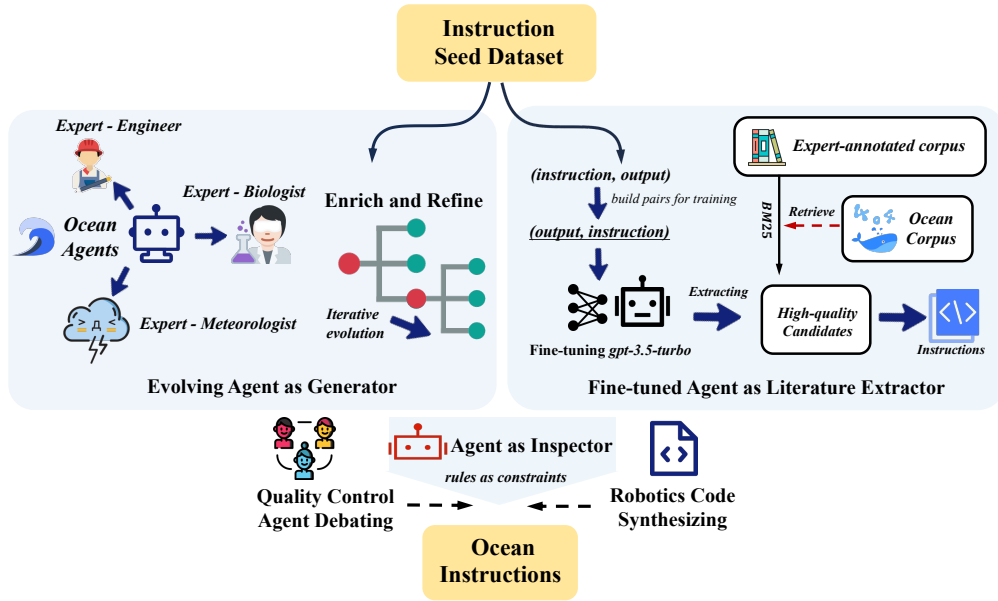 Instruction
Seed Dataset
Expert - Engineer
Expert - Biologist
Ocean
Agents
Expert - Meteorologist
Enrich and Refine
Iterative
evolution
Evolving Agent as Generator
(instruction, output)
build pairs for training
(output, instruction)
Fine-tuning gpt-3.5-turbo
Extracting
Expert-annotated corpus
BM25
Retrieve
Ocean
Corpus
High-quality
Candidates
Instructions
Fine-tuned Agent as Literature Extractor
Quality Control
Agent Debating
Agent as Inspector
rules as constraints
Robotics Code
Synthesizing
Ocean
Instructions